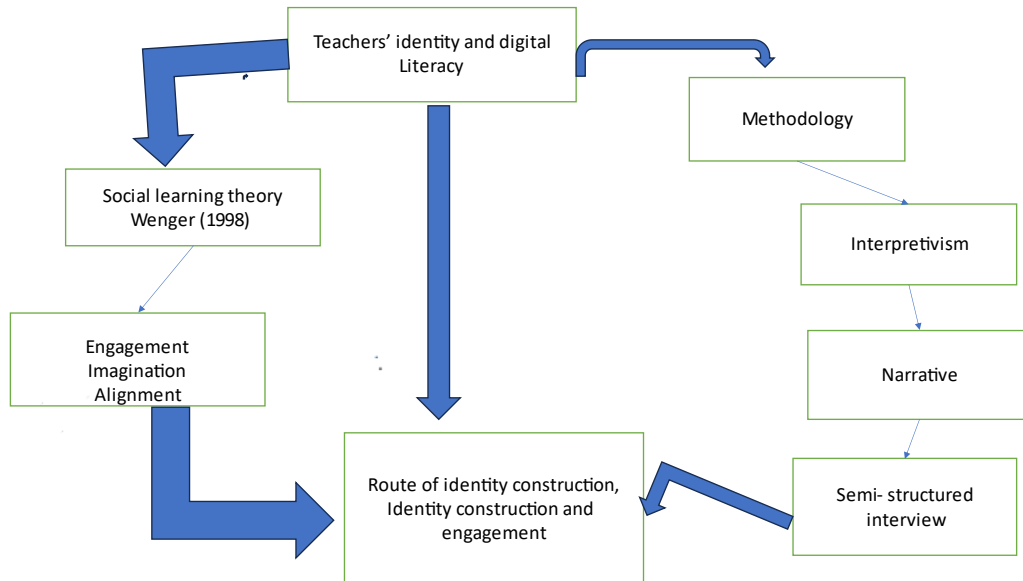 Teachers' identity and digital
Literacy
Methodology
Social learning theory
Wenger (1998)
Interpretivism
Engagement
Imagination
Alignment
Narrative
Route of identity construction,
Identity construction and
engagement
Semi- structured
interview